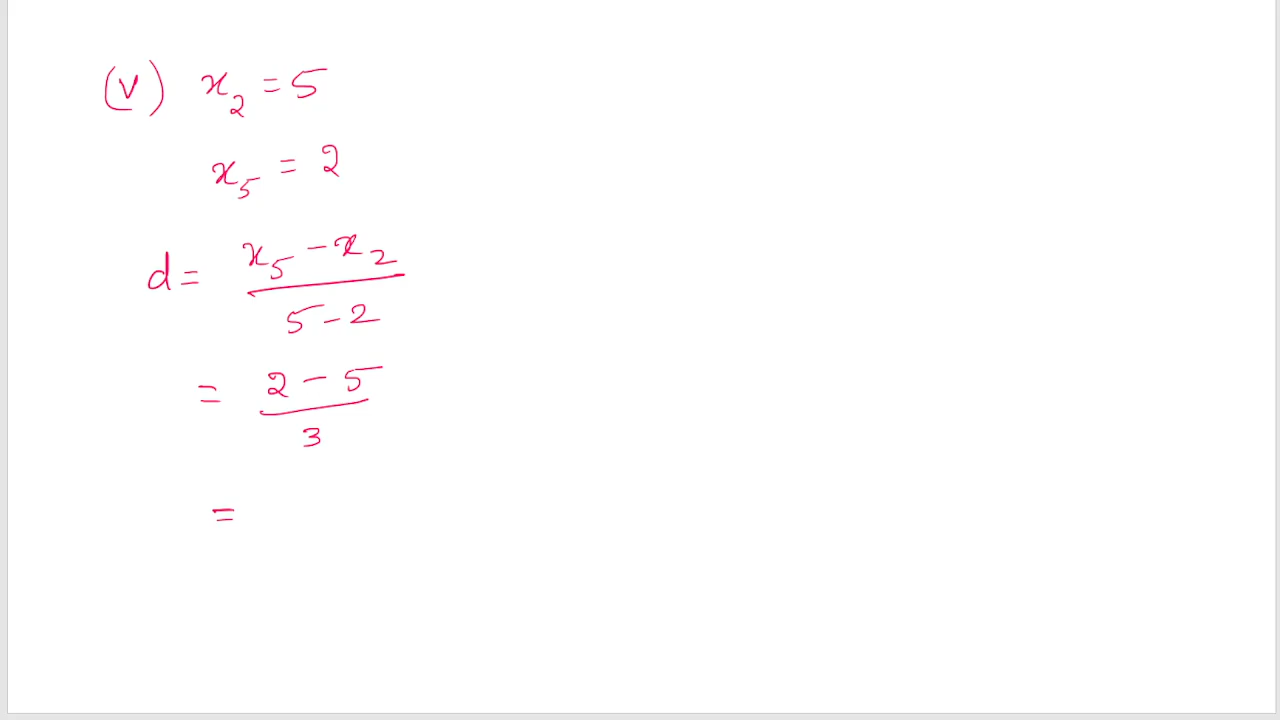 (v) x₂ = 5
x₅ = 2
d = (x₅ - x₂) / (5 - 2)
= (2 - 5) / 3
=